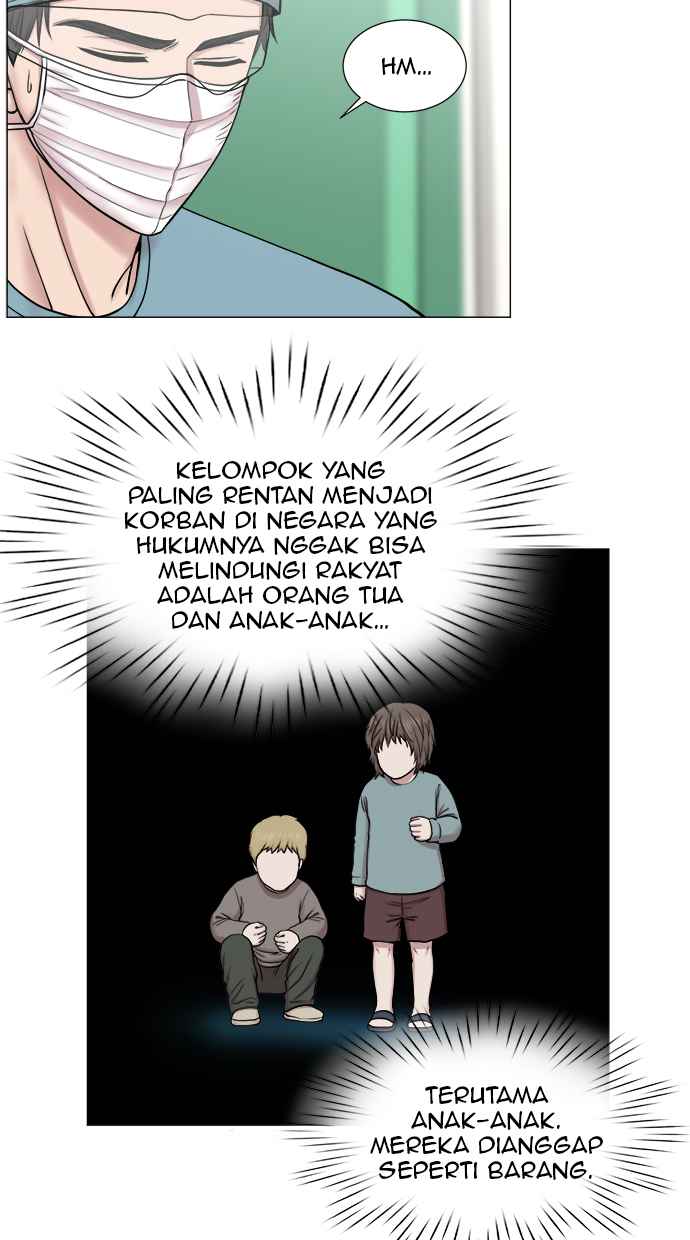 HM...
KELOMPOK YANG
PALING RENTAN MENJADI
KORBAN DI NEGARA YANG
HUKUMNYA NGGAK BISA
MELINDUNGI RAKYAT
ADALAH ORANG TUA
DAN ANAK-ANAK...
TERUTAMA
ANAK-ANAK.
MEREKA DIANGGAP
SEPERTI BARANG.